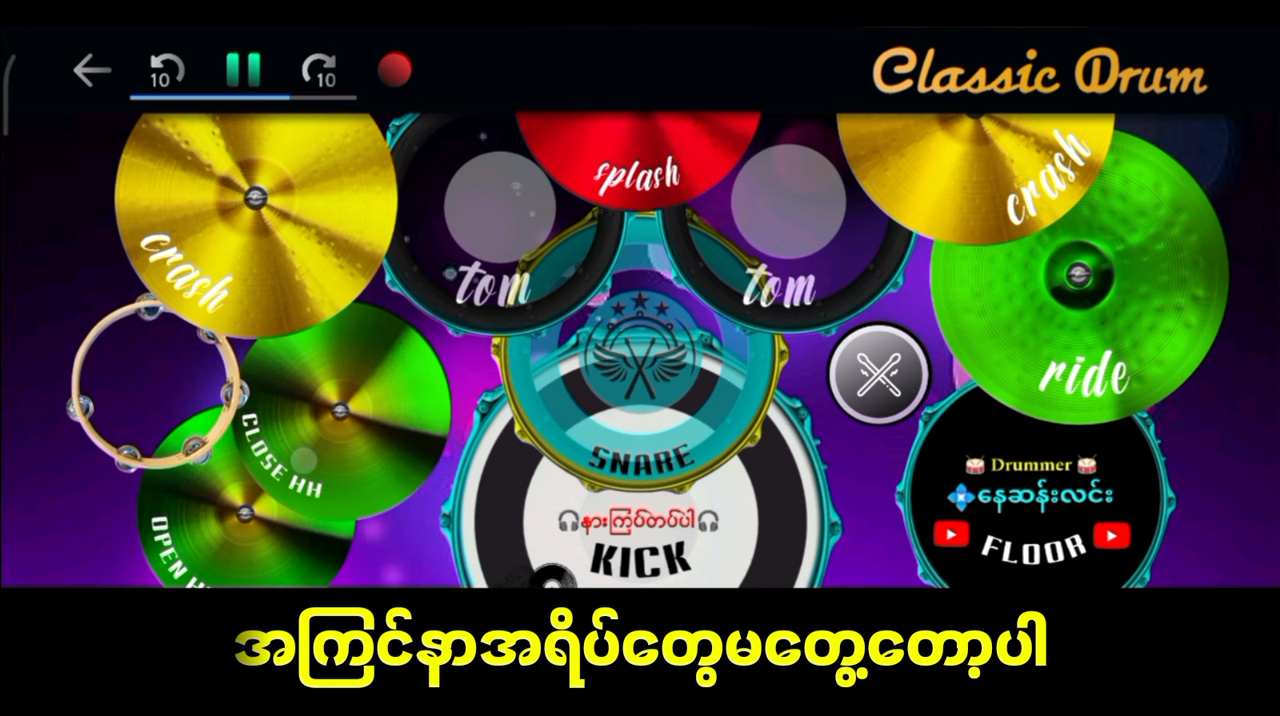 10
10
Classic Drum
splash
crash
crash
tom
tom
ride
CLOSE HH
SNARE
🥁 Drummer 🥁
💠နေဆန်းလင်း
🎧နားကြပ်တပ်ပါ🎧
KICK
FLOOR
OPEN
အကြင်နာအရိပ်တွေမတွေ့တော့ပါ